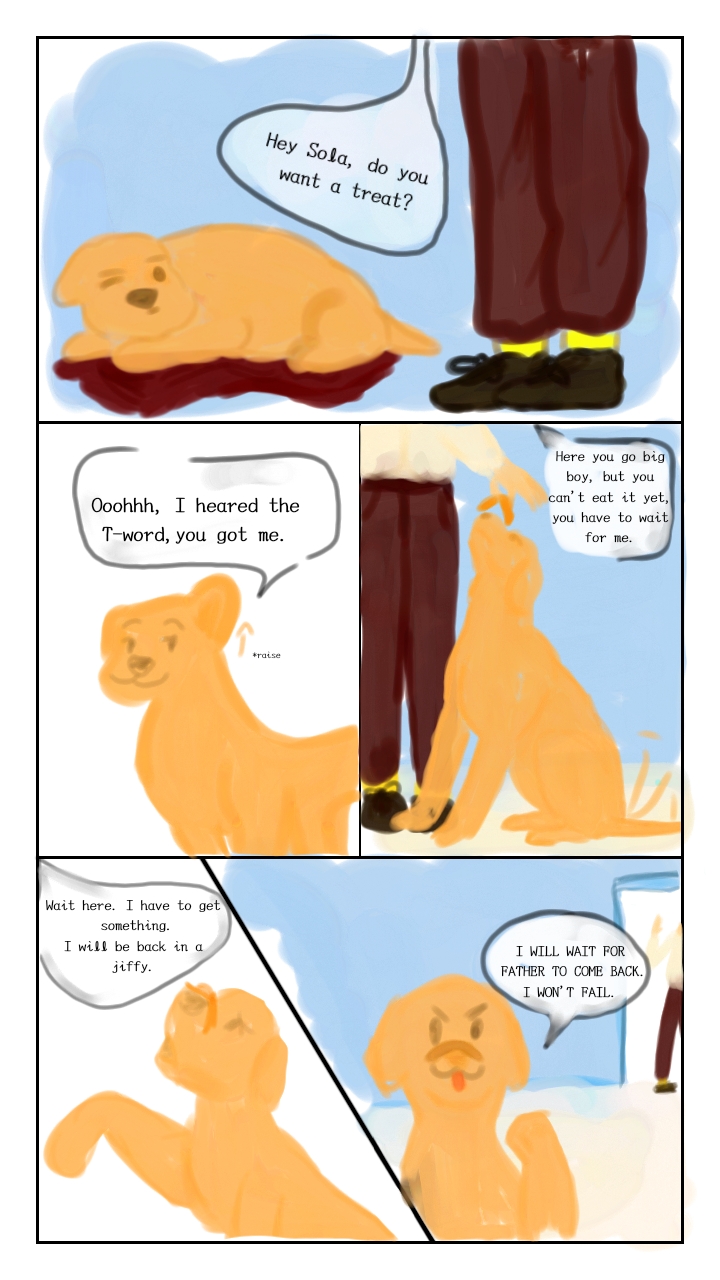 Hey Sola, do you
want a treat?
Ooohhh, I heared the
T-word, you got me.
*raise
Here you go big
boy, but you
can't eat it yet,
you have to wait
for me.
Wait here. I have to get
something.
I will be back in a
jiffy.
I WILL WAIT FOR
FATHER TO COME BACK.
I WON'T FAIL.